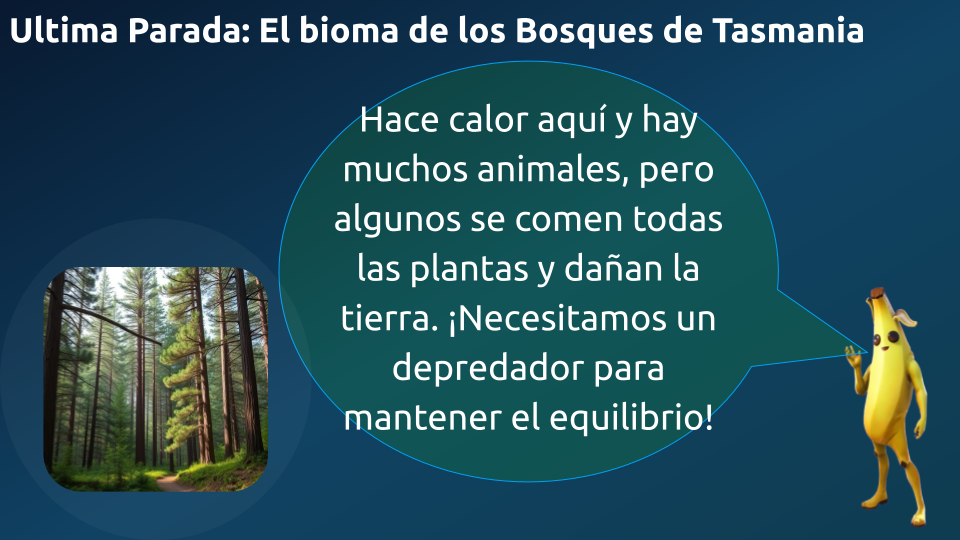 Ultima Parada: El bioma de los Bosques de Tasmania
Hace calor aquí y hay
muchos animales, pero
algunos se comen todas
las plantas y dañan la
tierra. ¡Necesitamos un
depredador para
mantener el equilibrio!